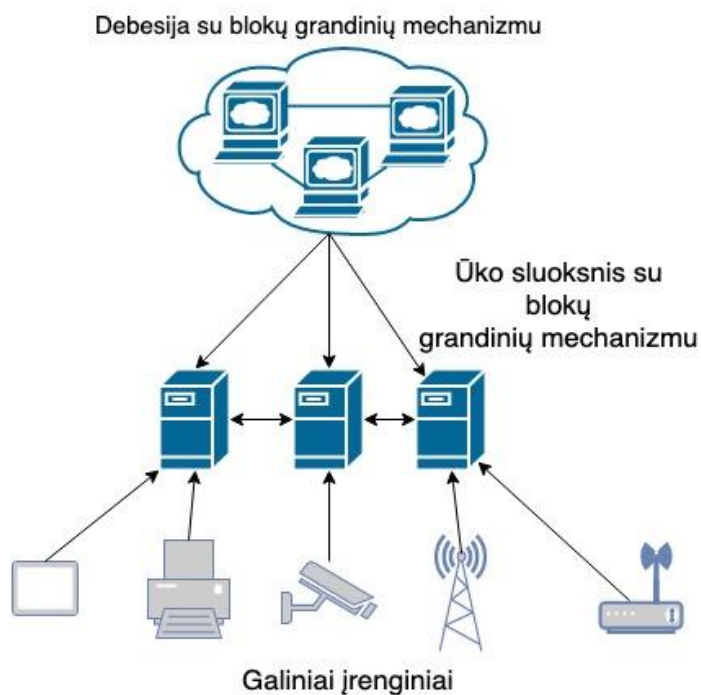 Debesija su blokų grandinių mechanizmu
Ūko sluoksnis su
blokų
grandinių mechanizmu
Galiniai įrenginiai